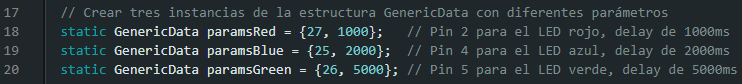 17 // Crear tres instancias de la estructura GenericData con diferentes parámetros
18 static GenericData paramsRed = {27, 1000}; // Pin 2 para el LED rojo, delay de 1000ms
19 static GenericData paramsBlue = {25, 2000}; // Pin 4 para el LED azul, delay de 2000ms
20 static GenericData paramsGreen = {26, 5000}; // Pin 5 para el LED verde, delay de 5000ms